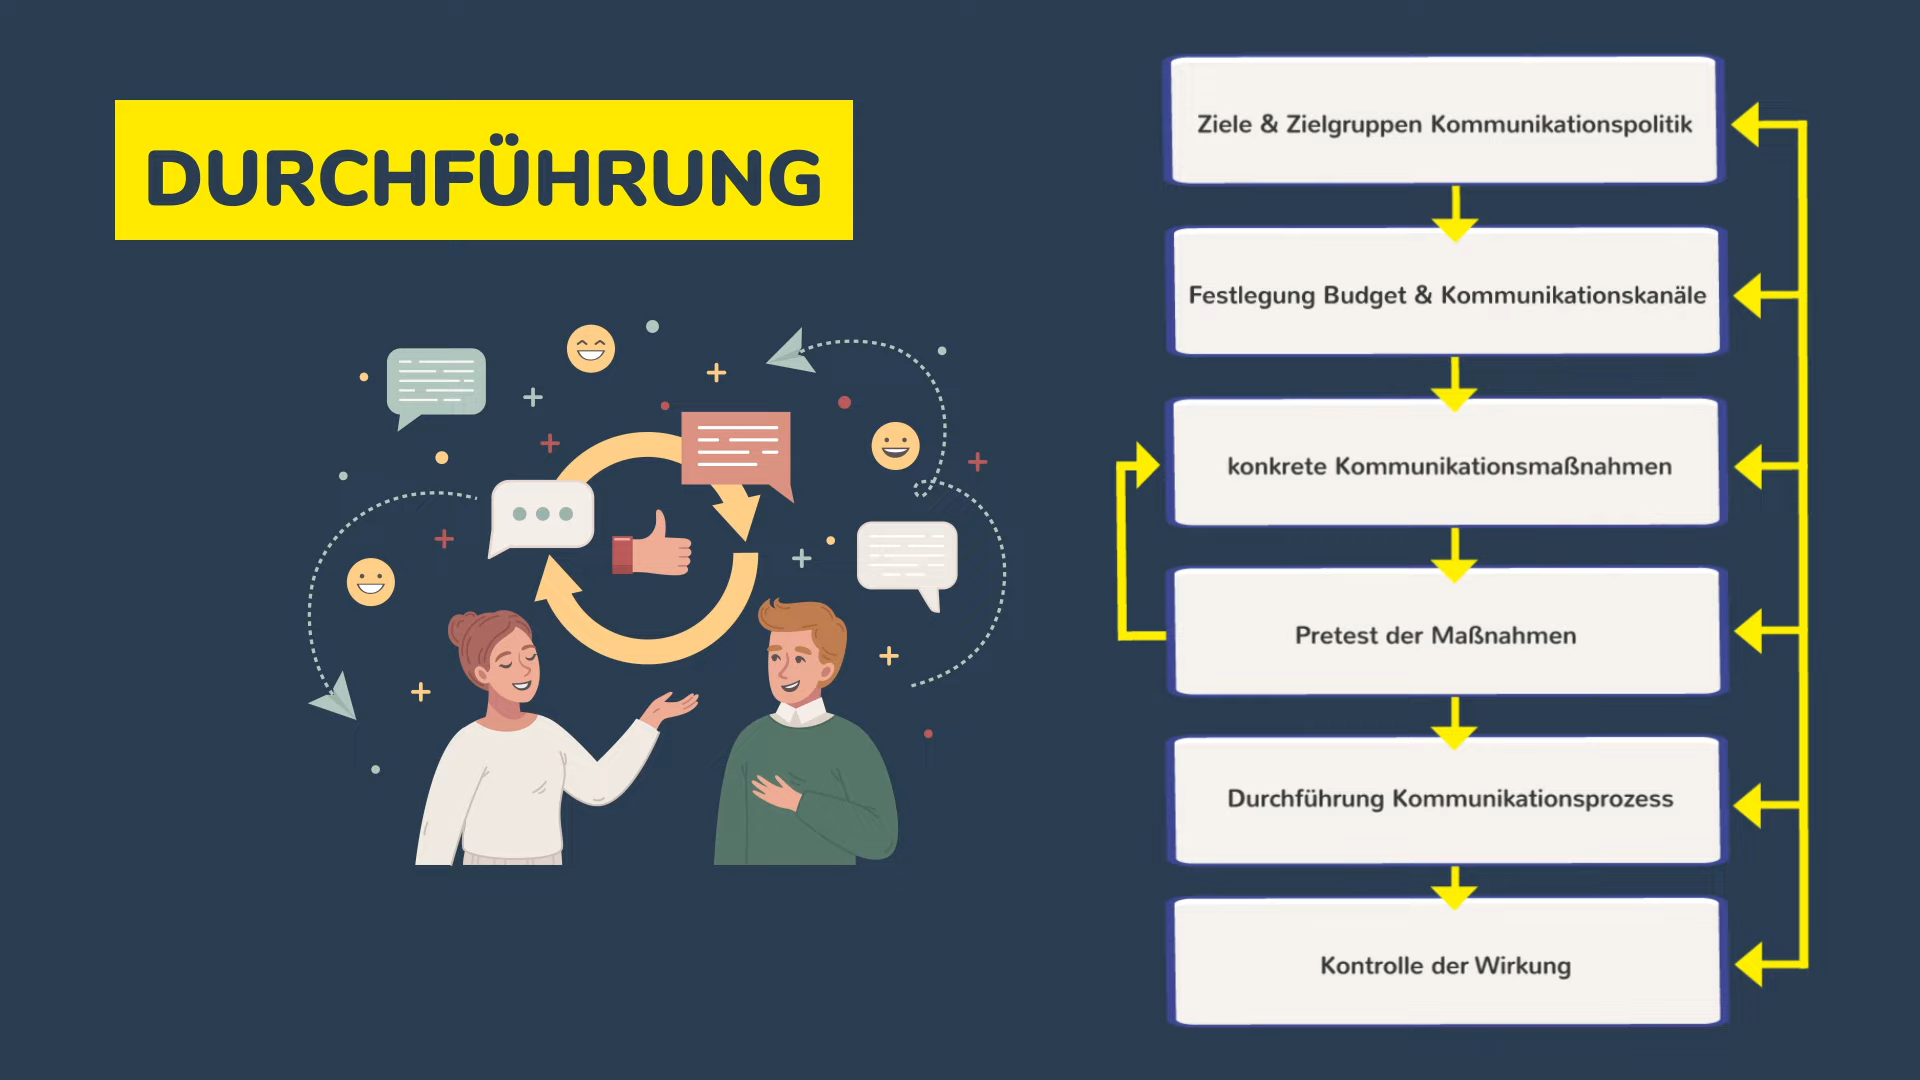 DURCHFÜHRUNG
Ziele & Zielgruppen Kommunikationspolitik
Festlegung Budget & Kommunikationskanäle
konkrete Kommunikationsmaßnahmen
Pretest der Maßnahmen
Durchführung Kommunikationsprozess
Kontrolle der Wirkung